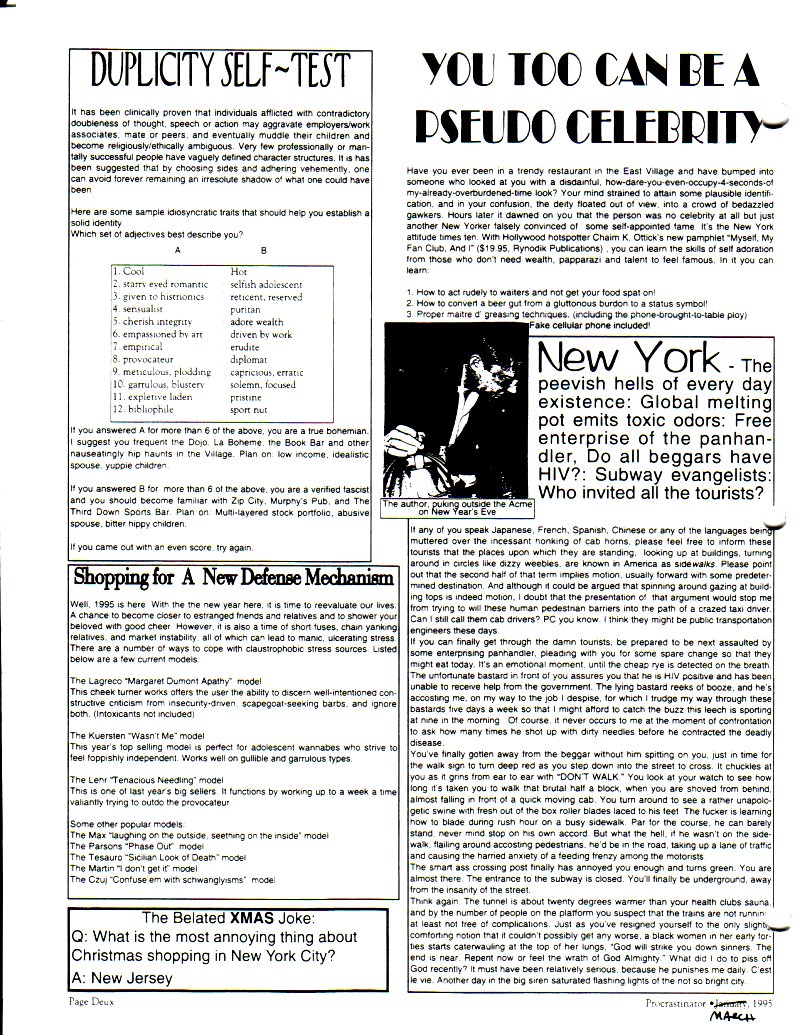 DUPLICITY SELF~TEST
It has been clinically proven that individuals afflicted with contradictory
doubleness of thought, speech or action may aggravate employers/work
associates, mate or peers, and eventually muddle their children and
become religiously/ethically ambiguous. Very few professionally or man-
tally successful people have vaguely defined character structures. It is has
been suggested that by choosing sides and adhering vehemently, one
can avoid forever remaining an irresolute shadow of what one could have
been
Here are some sample idiosyncratic traits that should help you establish a
solid identity.
Which set of adjectives best describe you?
A B
1. Cool Hot
2. starry eyed romantic selfish adolescent
3. given to histrionics reticent, reserved
4. sensualist puritan
5. cherish integrity adore wealth
6. empassioned by art driven by work
7. empirical erudite
8. provocateur diplomat
9. meticulous, plodding capricious, erratic
10. garrulous, blustery solemn, focused
11. expletive laden pristine
12. bibliophile sport nut
If you answered A for more than 6 of the above, you are a true bohemian.
I suggest you frequent the Dojo, La Boheme, the Book Bar and other
nauseatingly hip haunts in the Village. Plan on: low income, idealistic
spouse, yuppie children.
If you answered B for more than 6 of the above, you are a verified fascist
and you should become familiar with Zip City, Murphy's Pub, and The
Third Down Sports Bar. Plan on: Multi-layered stock portfolio, abusive
spouse, bitter hippy children.
If you came out with an even score, try again.
Shopping for A New Defense Mechanism
Well, 1995 is here. With the the new year here, it is time to reevaluate our lives.
A chance to become closer to estranged friends and relatives and to shower your
beloved with good cheer. However, it is also a time of short fuses, chain yanking
relatives, and market instability, all of which can lead to manic, ulcerating stress.
There are a number of ways to cope with claustrophobic stress sources. Listed
below are a few current models.
The Lagreco "Margaret Dumont Apathy" model
This cheek turner works offers the user the ability to discern well-intentioned con-
structive criticism from insecurity-driven, scapegoat-seeking barbs, and ignore
both. (Intoxicants not included)
The Kuersten "Wasn't Me" model
This year's top selling model is perfect for adolescent wannabes who strive to
feel foppishly independent. Works well on gullible and garrulous types.
The Lehr "Tenacious Needling" model
This is one of last year's big sellers. It functions by working up to a week a time
valiantly trying to outdo the provocateur.
Some other popular models:
The Max "laughing on the outside, seething on the inside" model
The Parsons "Phase Out" model
The Tesauro "Sicilian Look of Death" model
The Martin "I don't get it" model
The Czuj "Confuse'em with schwanglyisms" model
The Belated XMAS Joke:
Q: What is the most annoying thing about
Christmas shopping in New York City?
A: New Jersey
YOU TOO CAN BE A
PSEUDO CELEBRITY
Have you ever been in a trendy restaurant in the East Village and have bumped into
someone who looked at you with a disdainful, how-dare-you-even-occupy-4-seconds-of
my-already-overburdened-time look? Your mind strained to attain some plausible identifi-
cation, and in your confusion, the deity floated out of view, into a crowd of bedazzled
gawkers. Hours later it dawned on you that the person was no celebrity at all but just
another New Yorker falsely convinced of some self-appointed fame. It's the New York
attitude times ten. With Hollywood hotspotter Chaim K. Ottick's new pamphlet "Myself, My
Fan Club, And I" ($19.95, Rynodik Publications) , you can learn the skills of self adoration
from those who don't need wealth, papparazi and talent to feel famous. In it you can
learn:
1. How to act rudely to waiters and not get your food spat on!
2. How to convert a beer gut from a gluttonous burdon to a status symbol!
3. Proper maitre d' greasing techniques, (including the phone-brought-to-table ploy)
Fake cellular phone included!
The author, puking outside the Acme
on New Year's Eve
New York - The
peevish hells of every day
existence: Global melting
pot emits toxic odors: Free
enterprise of the panhan-
dler, Do all beggars have
HIV?: Subway evangelists:
Who invited all the tourists?
If any of you speak Japanese, French, Spanish, Chinese or any of the languages being
muttered over the incessant honking of cab horns, please feel free to inform these
tourists that the places upon which they are standing, looking up at buildings, turning
around in circles like dizzy weebles, are known in America as sidewalks. Please point
out that the second half of that term implies motion, usually forward with some predeter-
mined destination. And although it could be argued that spinning around gazing at build-
ing tops is indeed motion, I doubt that the presentation of that argument would stop me
from trying to will these human pedestrian barriers into the path of a crazed taxi driver.
Can I still call them cab drivers? PC you know. I think they might be public transportation
engineers these days.
If you can finally get through the damn tourists, be prepared to be next assaulted by
some enterprising panhandler, pleading with you for some spare change so that they
might eat today. It's an emotional moment, until the cheap rye is detected on the breath.
The unfortunate bastard in front of you assures you that he is HIV positive and has been
unable to receive help from the government. The lying bastard reeks of booze, and he's
accosting me, on my way to the job I despise, for which I trudge my way through these
bastards five days a week so that I might afford to catch the buzz this leech is sporting
at nine in the morning. Of course, it never occurs to me at the moment of confrontation
to ask how many times he shot up with dirty needles before he contracted the deadly
disease.
You've finally gotten away from the beggar without him spitting on you, just in time for
the walk sign to turn deep red as you step down into the street to cross. It chuckles at
you as it grins from ear to ear with "DON'T WALK." You look at your watch to see how
long it's taken you to walk that brutal half a block, when you are shoved from behind,
almost falling in front of a quick moving cab. You turn around to see a rather unapolo-
getic swine with fresh out of the box roller blades laced to his feet. The fucker is learning
how to blade during rush hour on a busy sidewalk. Par for the course, he can barely
stand, never mind stop on his own accord. But what the hell, if he wasn't on the side-
walk, flailing around accosting pedestrians, he'd be in the road, taking up a lane of traffic
and causing the harried anxiety of a feeding frenzy among the motorists.
The smart ass crossing post finally has annoyed you enough and turns green. You are
almost there. The entrance to the subway is closed. You'll finally be underground, away
from the insanity of the street.
Think again. The tunnel is about twenty degrees warmer than your health clubs sauna,
and by the number of people on the platform you suspect that the trains are not runnin
at least not free of complications. Just as you've resigned yourself to the only slightly
comforting notion that it couldn't possibly get any worse, a black women in her early for-
ties starts caterwauling at the top of her lungs, "God will strike you down sinners. The
end is near. Repent now or feel the wrath of God Almighty." What did I do to piss off
God recently? It must have been relatively serious, because he punishes me daily. C'est
le vie. Another day in the big siren saturated flashing lights of the not so bright city.
Page Deux
Procrastinator • January, 1995
MARCH